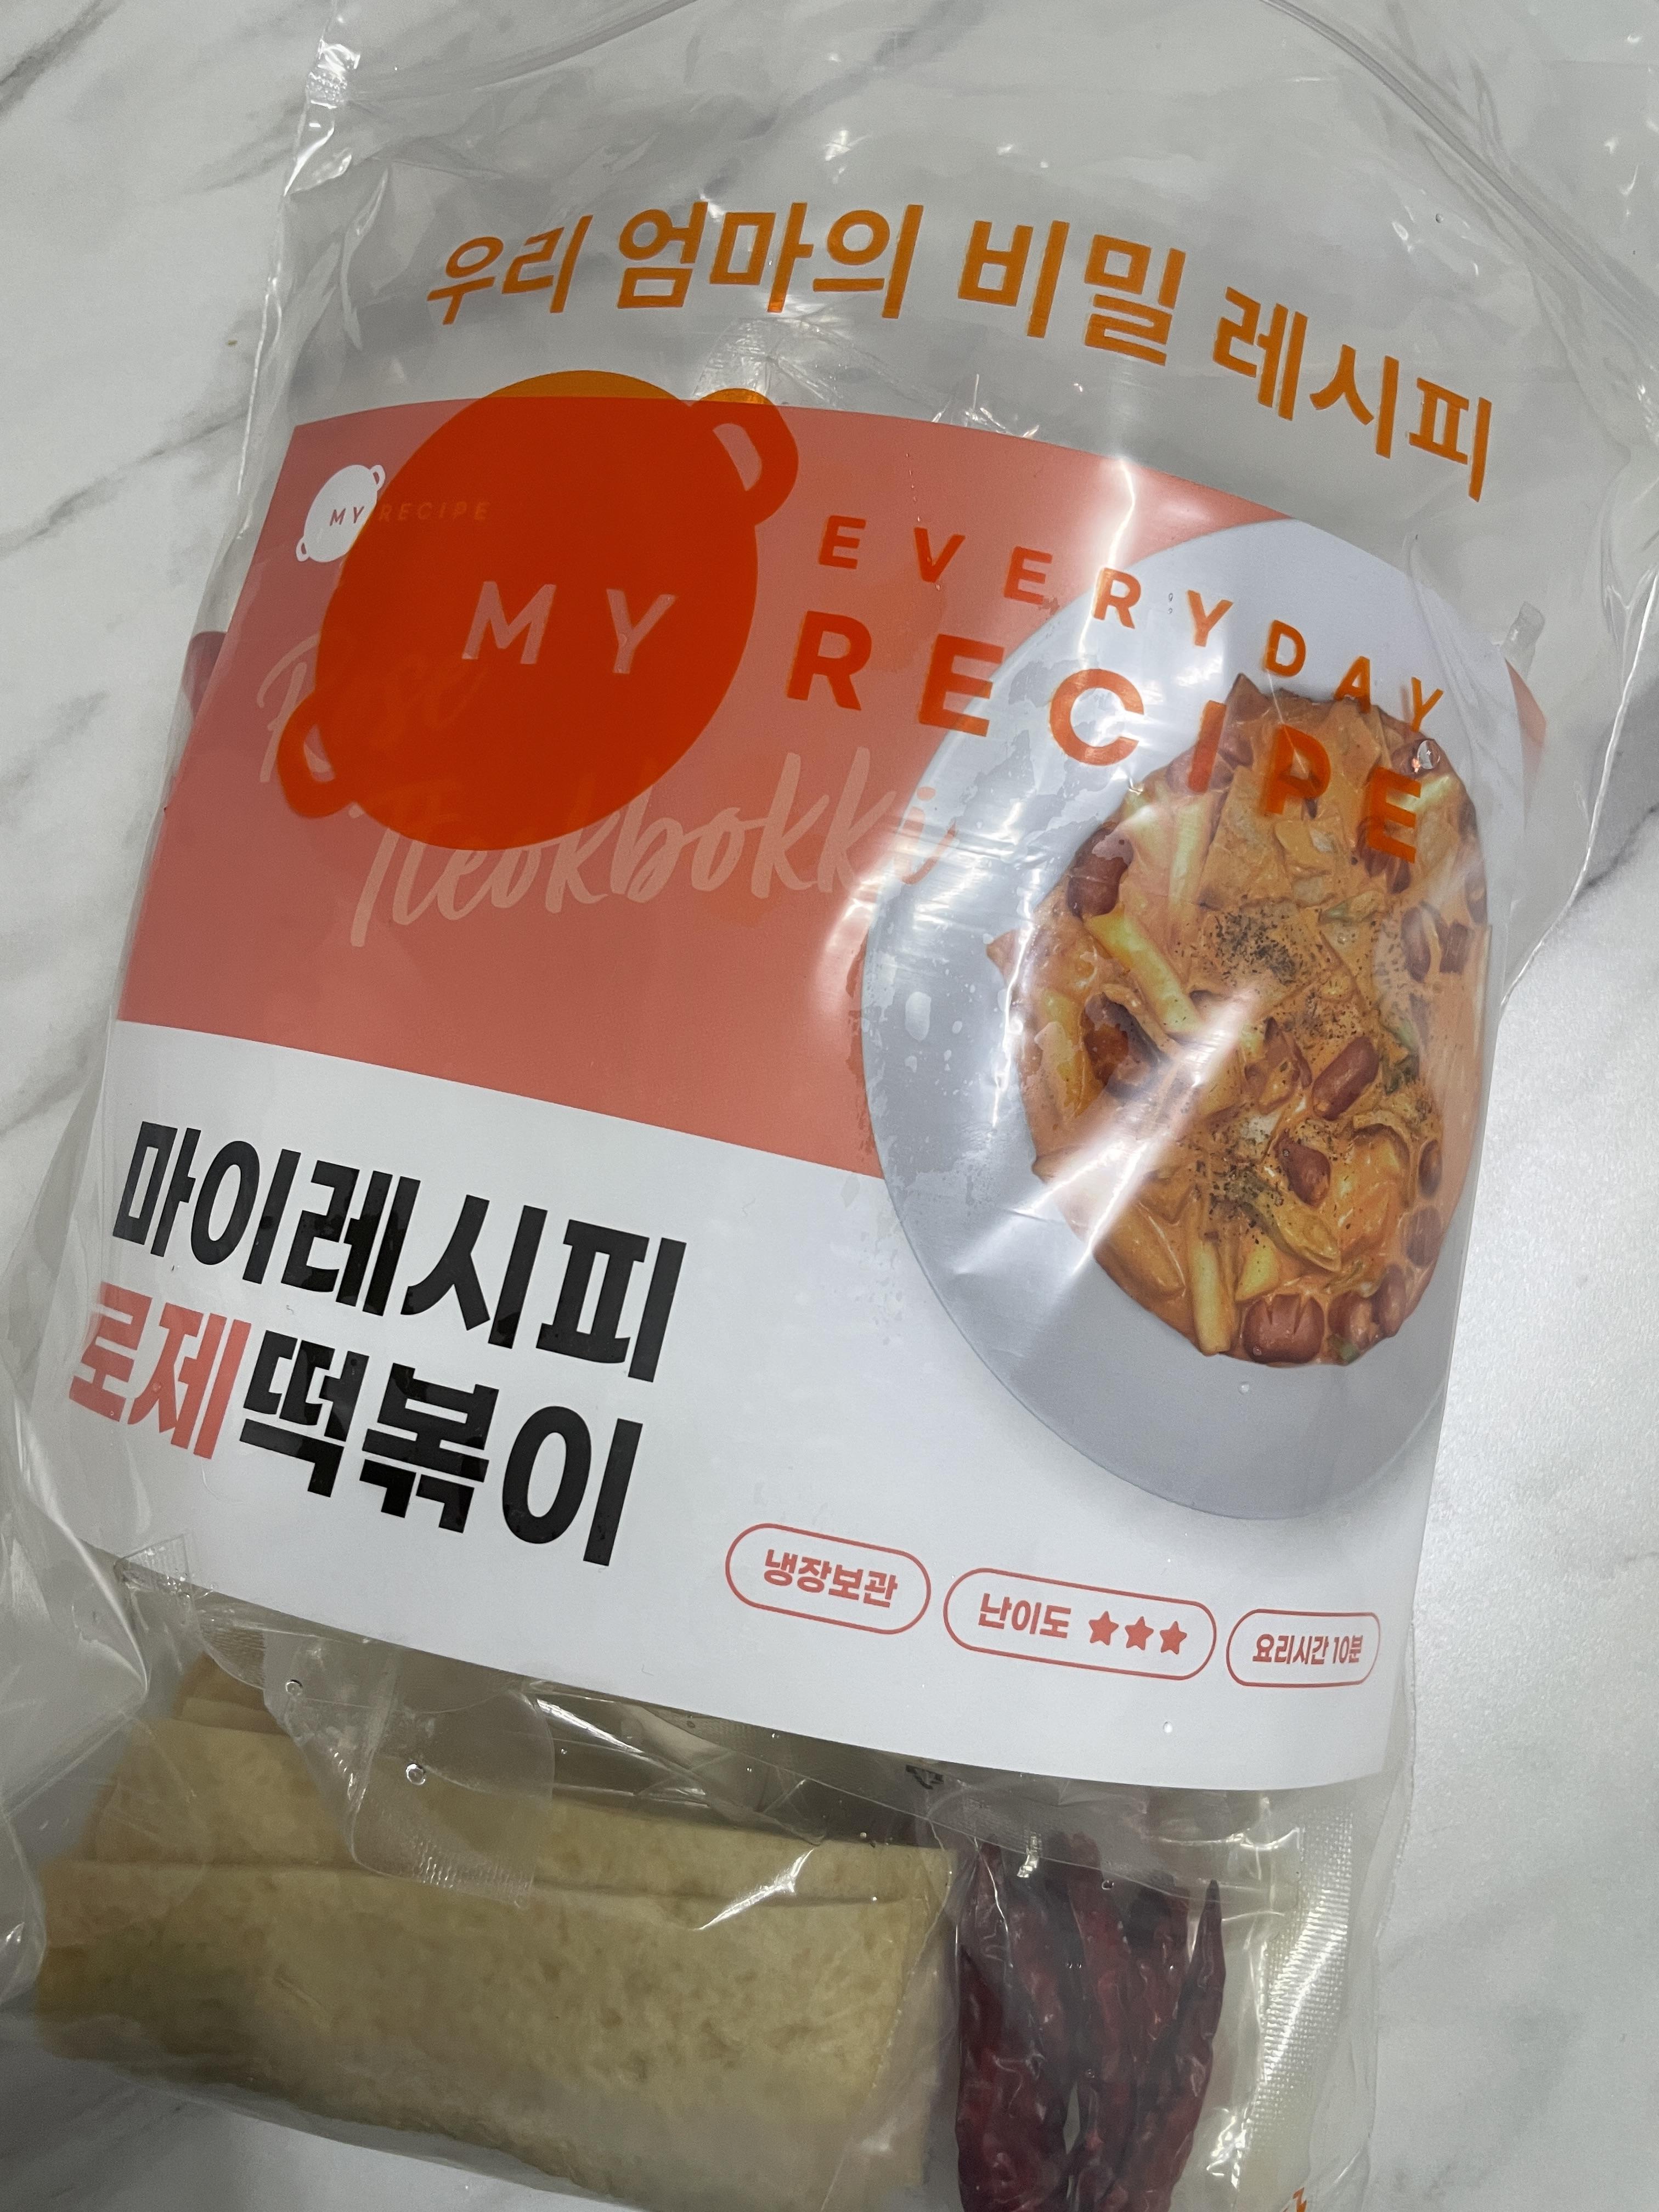 우리 엄마의 비밀 레시피
MY RECIPE
EVERYDAY
MY RECIPE
Rose
Tteokbokki
마이레시피
로제떡볶이
냉장보관
난이도 ★★★
요리시간 10분